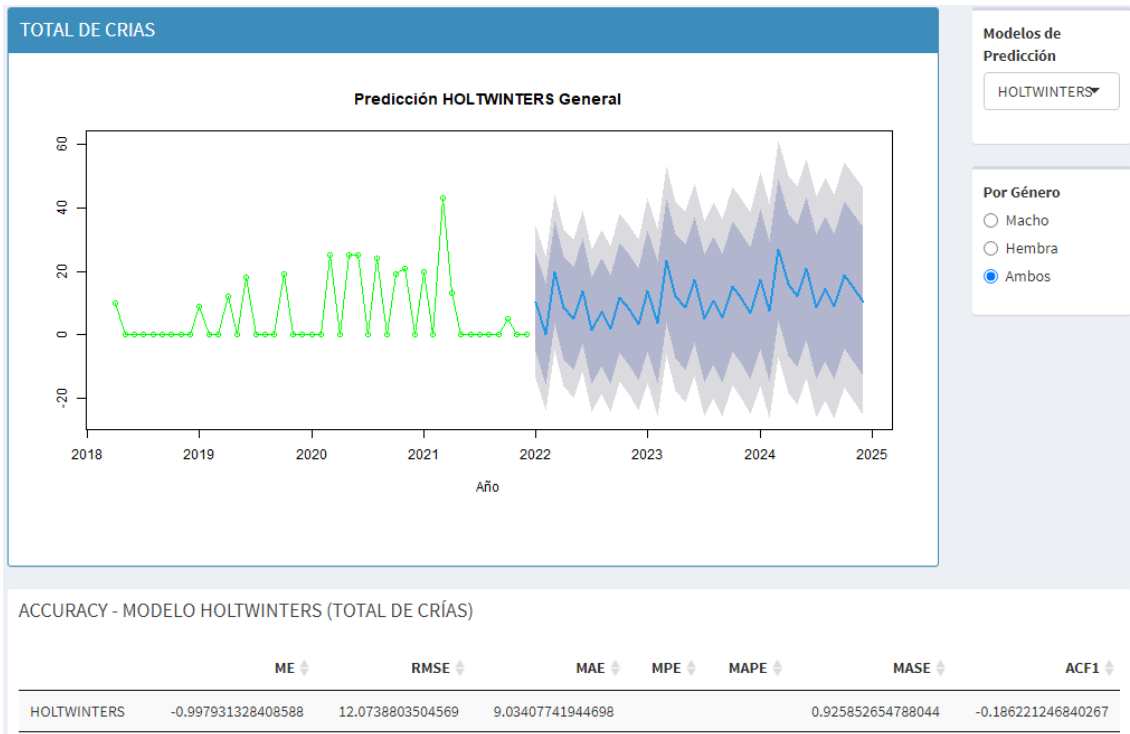 TOTAL DE CRIAS
Predicción HOLTWINTERS General
60
40
20
0
-20
2018 2019 2020 2021 2022 2023 2024 2025
Año
Modelos de
Predicción
HOLTWINTERS
Por Género
Macho
Hembra
Ambos
ACCURACY - MODELO HOLTWINTERS (TOTAL DE CRÍAS)
ME RMSE MAE MPE MAPE MASE ACF1
HOLTWINTERS -0.997931328408588 12.0738803504569 9.03407741944698 0.925852654788044 -0.186221246840267